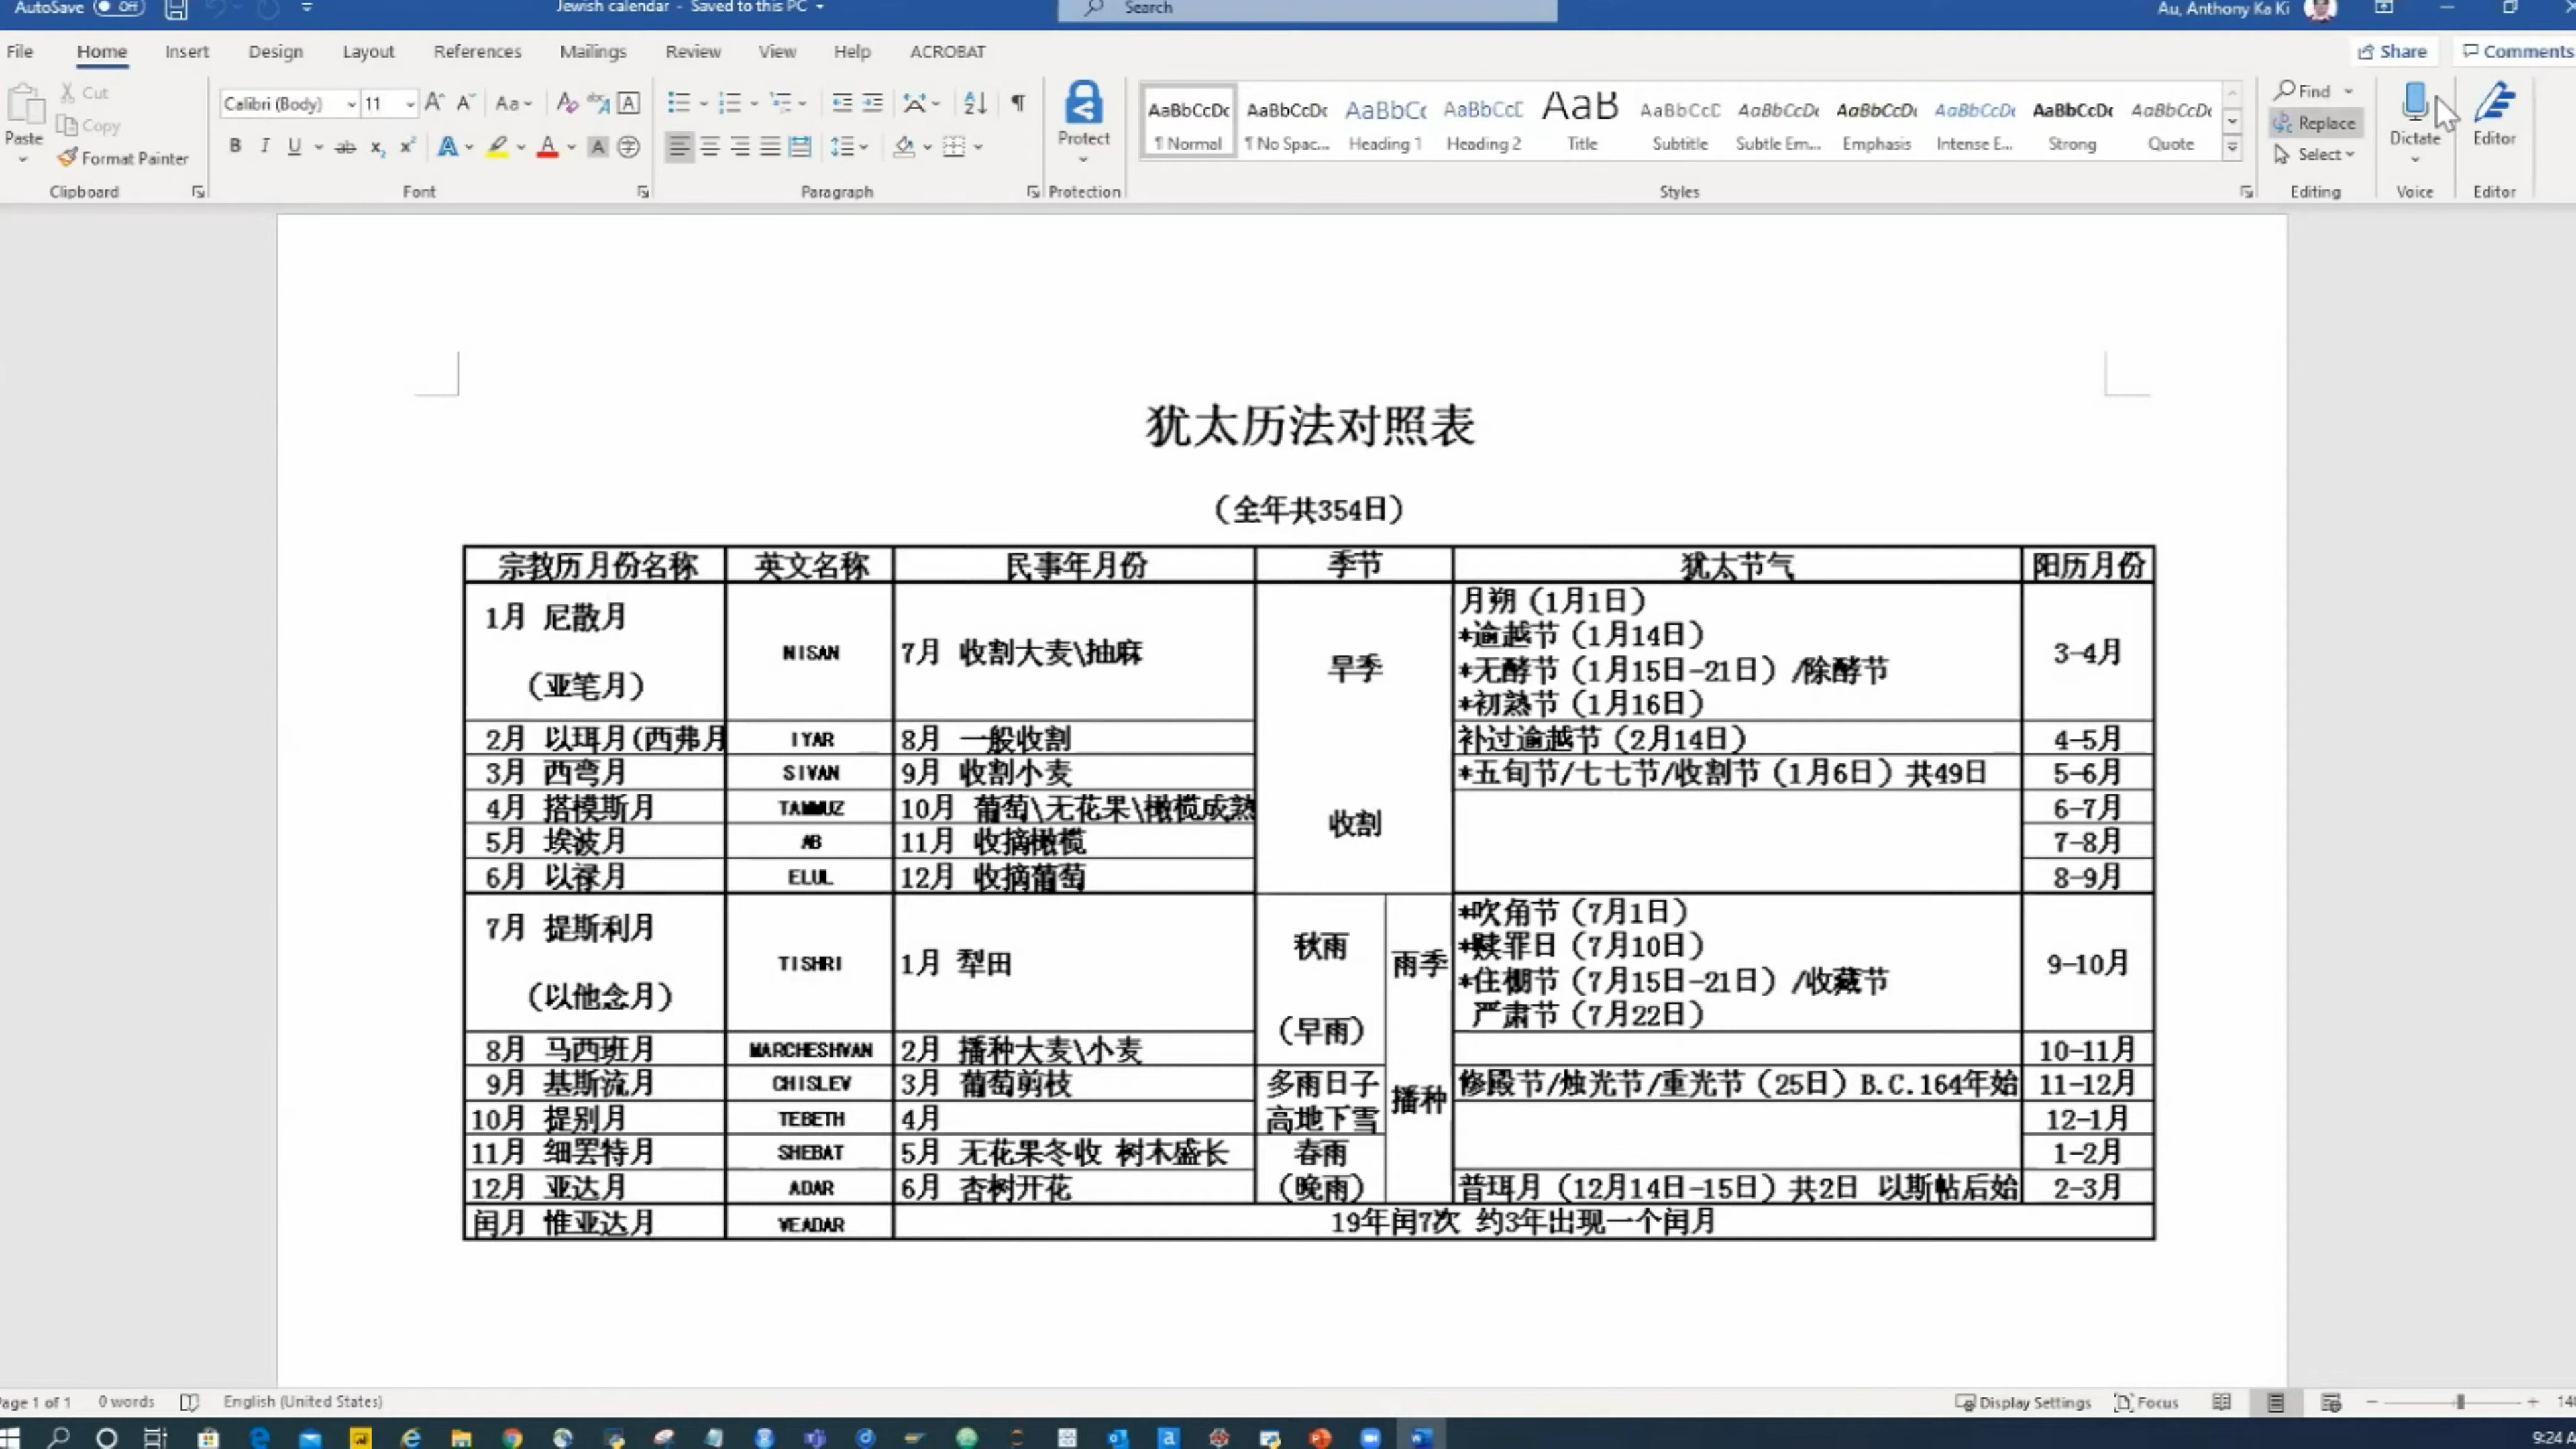 AutoSave Off Jewish calendar - Saved to this PC Search Au, Anthony Ka Ki
File Home Insert Design Layout References Mailings Review View Help ACROBAT Share Comments
Paste Cut Copy Format Painter Clipboard
Calibri (Body) 11 Aa Font
Paragraph
Protect Protection
AaBbCcDc ¶ Normal
AaBbCcDc ¶ No Spac...
AaBbCc Heading 1
AaBbCcD Heading 2
AaB Title
AaBbCcD Subtitle
AaBbCcDc Subtle Em...
AaBbCcDc Emphasis
AaBbCcDc Intense E...
AaBbCcDc Strong
AaBbCcDc Quote
Styles
Find Replace Select Editing
Dictate Voice
Editor Editor
犹太历法对照表
（全年共354日）
宗教历月份名称 英文名称 民事年月份 季节 犹太节气 阳历月份
1月 尼散月
（亚笔月）
NISAN
7月 收割大麦\抽麻
旱季
月朔（1月1日）
*逾越节（1月14日）
*无酵节（1月15日-21日）/除酵节
*初熟节（1月16日）
3-4月
2月 以珥月(西弗月 IYAR 8月 一般收割 补过逾越节（2月14日） 4-5月
3月 西弯月 SIVAN 9月 收割小麦 *五旬节/七七节/收割节（1月6日）共49日 5-6月
4月 搭模斯月 TAMMUZ 10月 葡萄\无花果\橄榄成熟 收割 6-7月
5月 埃波月 AB 11月 收摘橄榄 7-8月
6月 以禄月 ELUL 12月 收摘葡萄 8-9月
7月 提斯利月
（以他念月）
TISHRI
1月 犁田
秋雨
（早雨）
雨季
*吹角节（7月1日）
*赎罪日（7月10日）
*住棚节（7月15日-21日）/收藏节
严肃节（7月22日）
9-10月
8月 马西班月 MARCHESHVAN 2月 播种大麦\小麦 10-11月
9月 基斯流月 CHISLEV 3月 葡萄剪枝 多雨日子 播种 修殿节/烛光节/重光节（25日）B.C.164年始 11-12月
10月 提别月 TEBETH 4月 高地下雪 12-1月
11月 细罢特月 SHEBAT 5月 无花果冬收 树木盛长 春雨 1-2月
12月 亚达月 ADAR 6月 杏树开花 （晚雨） 普珥月（12月14日-15日）共2日 以斯帖后始 2-3月
闰月 惟亚达月 VEADAR 19年闰7次 约3年出现一个闰月
Page 1 of 1 0 words English (United States) Display Settings Focus
9:24